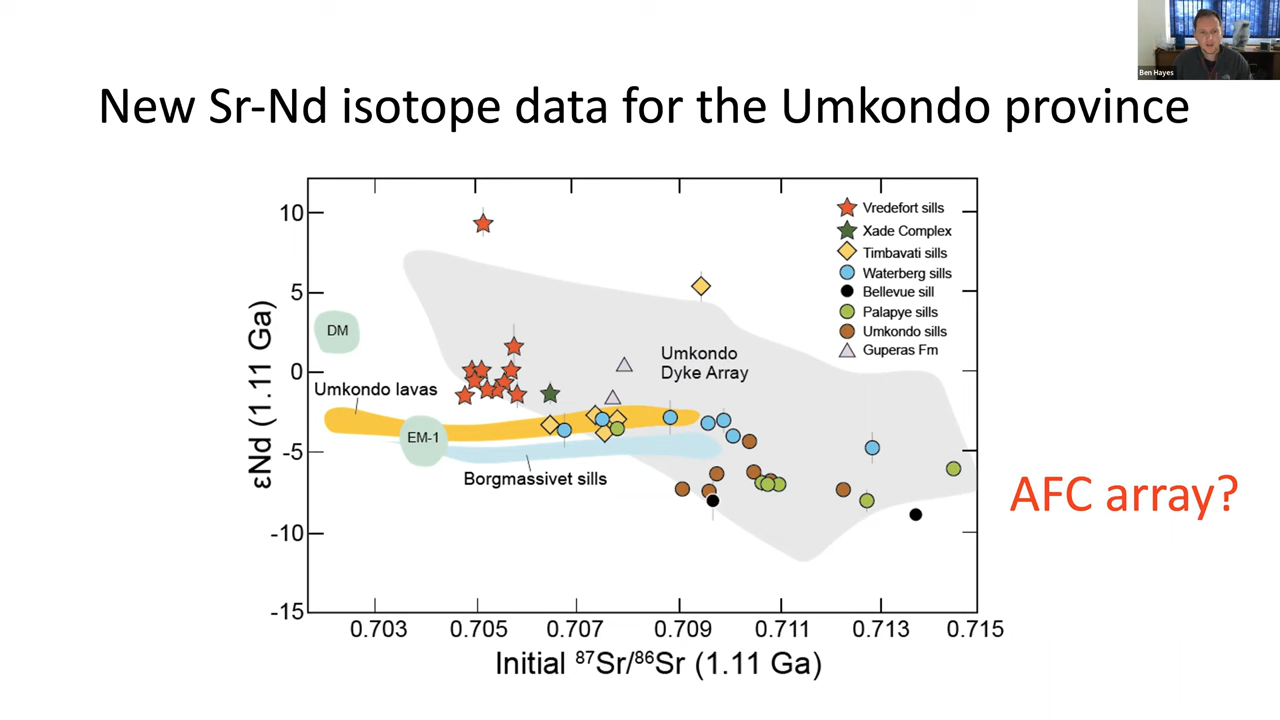 Ben Hayes
New Sr-Nd isotope data for the Umkondo province
εNd (1.11 Ga)
10
5
0
-5
-10
-15
Vredefort sills
Xade Complex
Timbavati sills
Waterberg sills
Bellevue sill
Palapye sills
Umkondo sills
Guperas Fm
DM
Umkondo
Dyke Array
Umkondo lavas
EM-1
Borgmassivet sills
AFC array?
0.703 0.705 0.707 0.709 0.711 0.713 0.715
Initial ⁸⁷Sr/⁸⁶Sr (1.11 Ga)